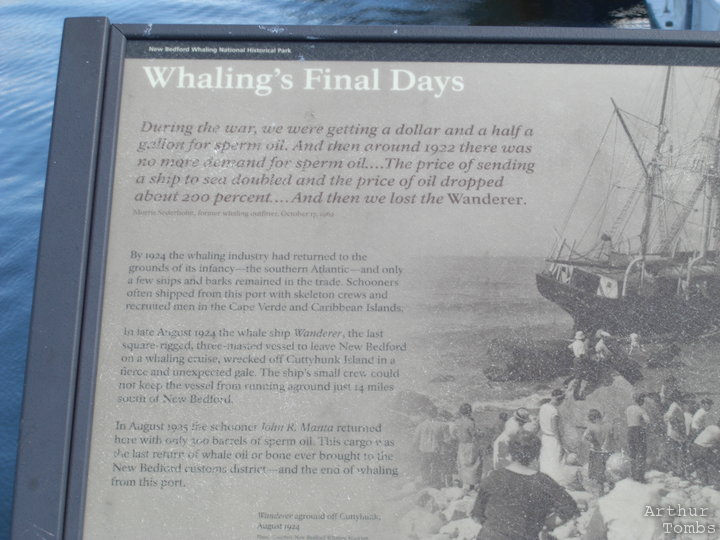 New Bedford Whaling National Historical Park
Whaling's Final Days
During the war, we were getting a dollar and a half a
gallon for sperm oil. And then around 1922 there was
no more demand for sperm oil....The price of sending
a ship to sea doubled and the price of oil dropped
about 200 percent....And then we lost the Wanderer.
former whaling outfitter, October 17,
By 1924 the whaling industry had returned to the
grounds of its infancy—the southern Atlantic—and only
a few ships and barks remained in the trade. Schooners
often shipped from this port with skeleton crews and
recruited men in the Cape Verde and Caribbean Islands.
In late August 1924 the whale ship Wanderer, the last
square-rigged, three-masted vessel to leave New Bedford
on a whaling cruise, wrecked off Cuttyhunk Island in a
fierce and unexpected gale. The ship's small crew could
not keep the vessel from running aground just 14 miles
south of New Bedford.
In August 1925 the schooner John R. Manta returned
here with only 300 barrels of sperm oil. This cargo was
the last return of whale oil or bone ever brought to the
New Bedford customs district—and the end of whaling
from this port.
Wanderer aground off Cuttyhunk,
August 1924
Arthur
Tombs